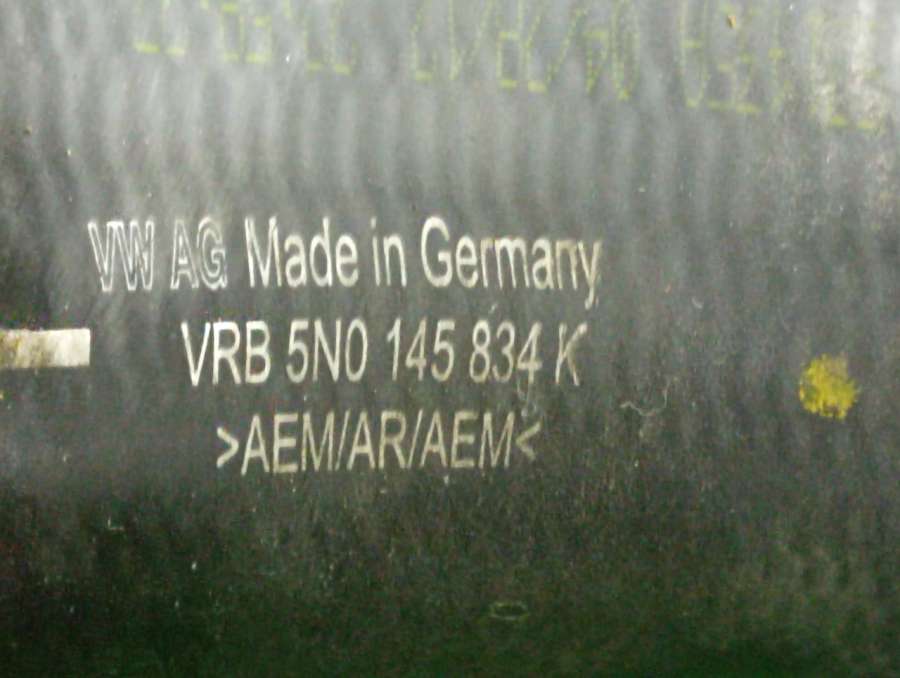 VW AG Made in Germany
VRB 5N0 145 834 K
>AEM/AR/AEM<